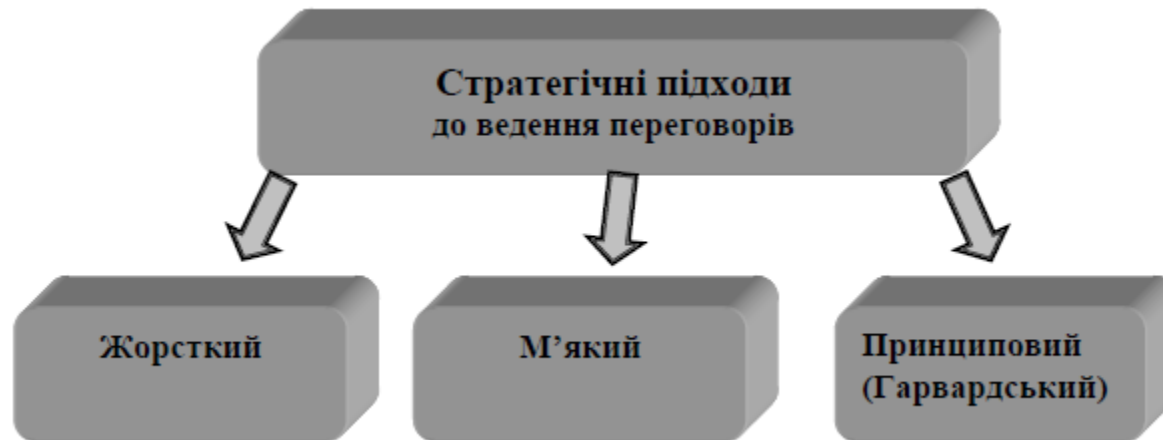 Стратегічні підходи
до ведення переговорів
Жорсткий
М’який
Принциповий
(Гарвардський)